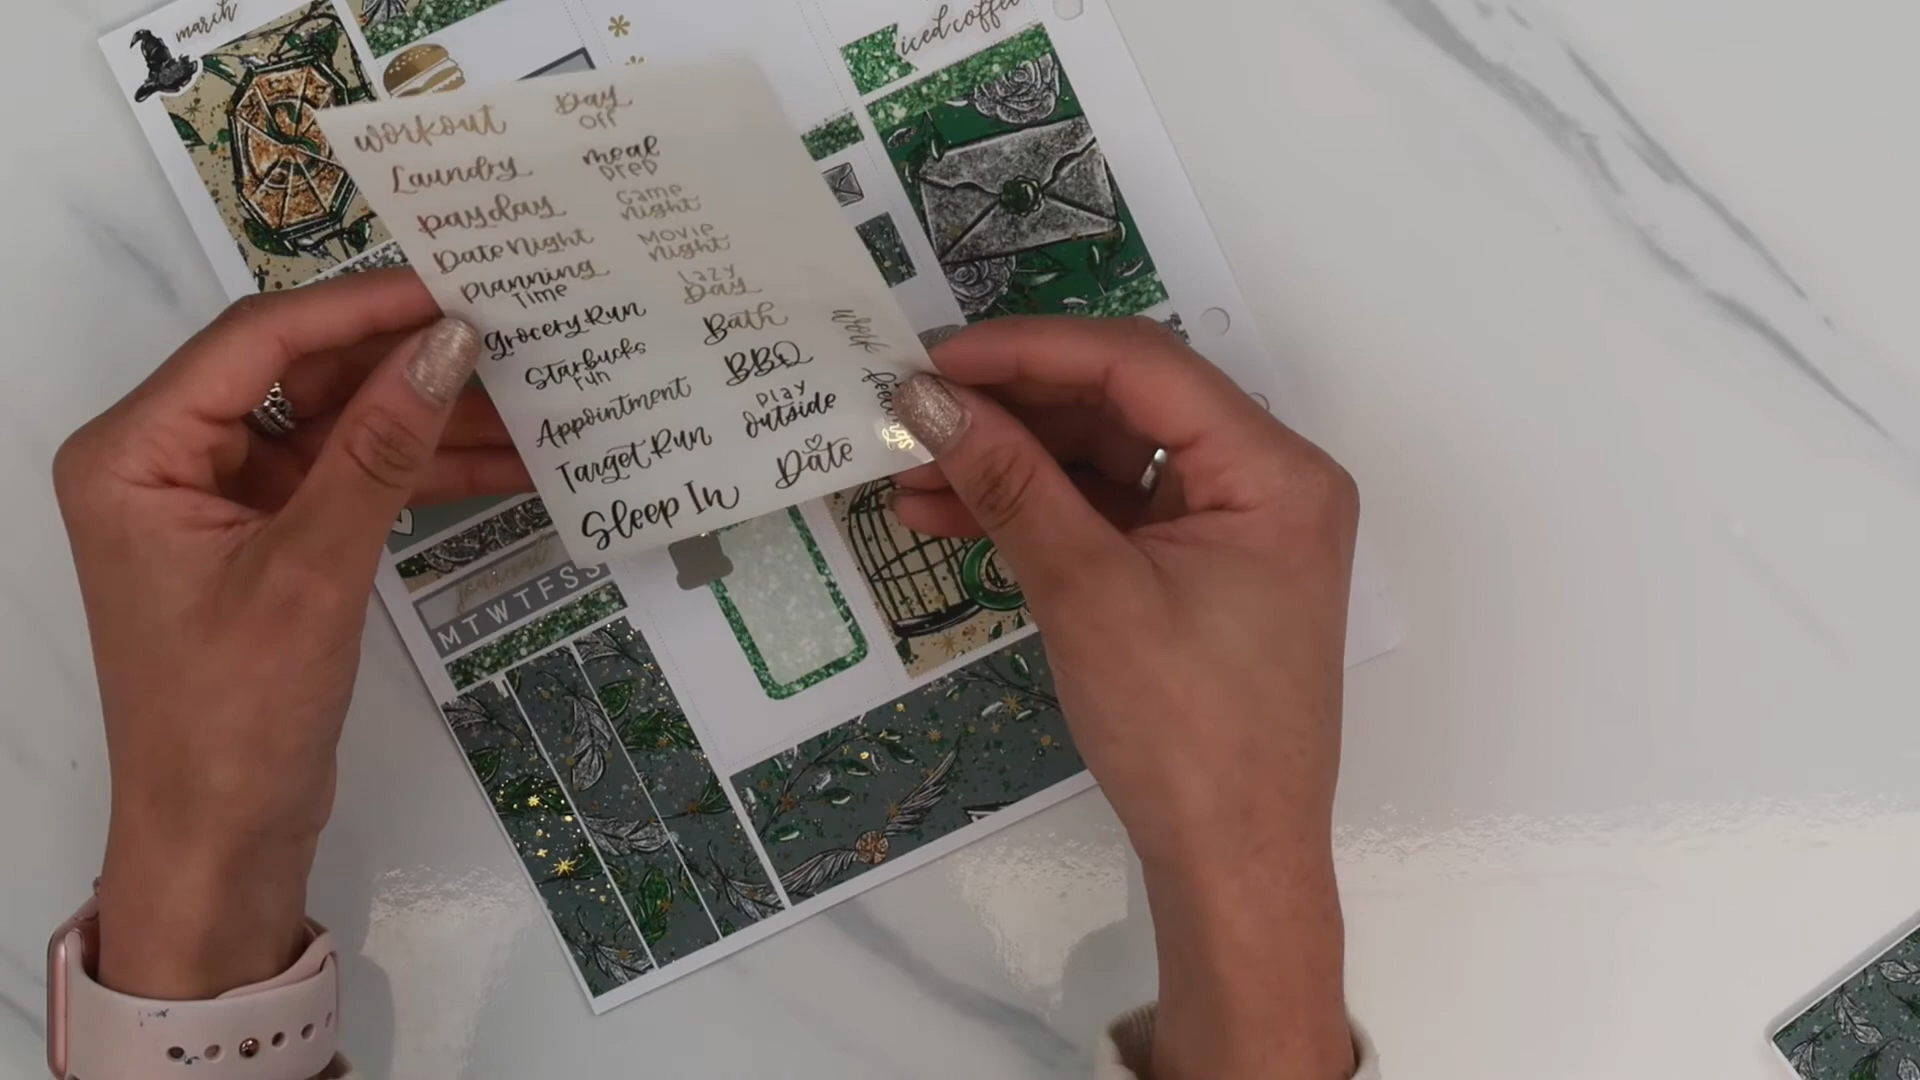 march
iced coffee
workout
Laundry
payday
Date Night
Planning
Time
Grocery Run
Starbucks
run
Appointment
Target Run
Sleep In
Day
Off
meal
prep
Game
night
Movie
night
lazy
Day
Bath
BBQ
play
outside
Date
work
M T W T F S S